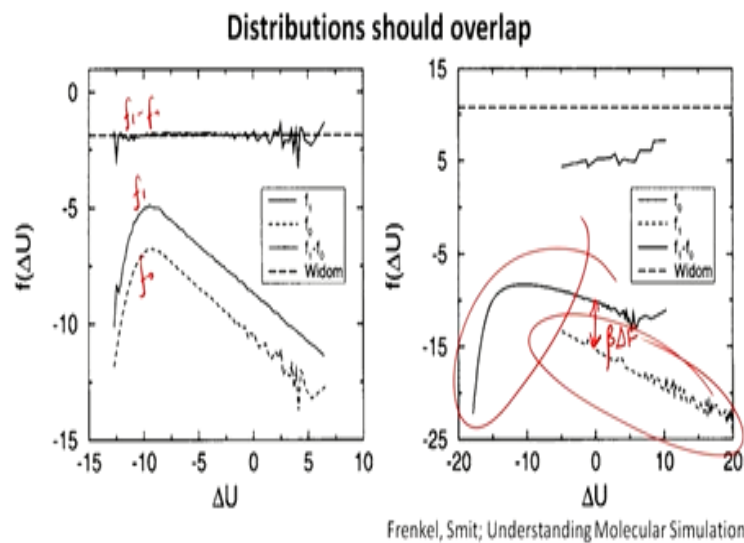 Distributions should overlap
0
-5
-10
-15
f(ΔU)
-15 -10 -5 0 5 10
ΔU
f₁
f₀
f₁-f₀
Widom
f₁-f₀
f₁
f₀
15
5
-5
-15
-25
f(ΔU)
-20 -10 0 10 20
ΔU
f₀
f₁
f₁-f₀
Widom
βΔF
Frenkel, Smit; Understanding Molecular Simulation